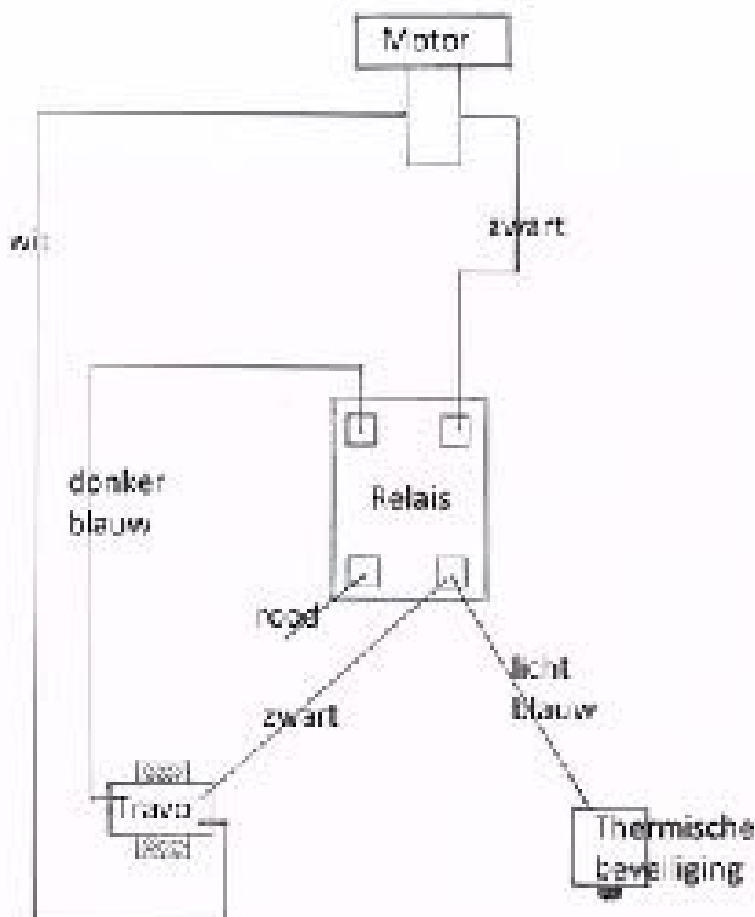 Motor
wit
zwart
donker
blauw
Relais
rood
zwart
licht
Blauw
Travo
Thermische
beveiliging